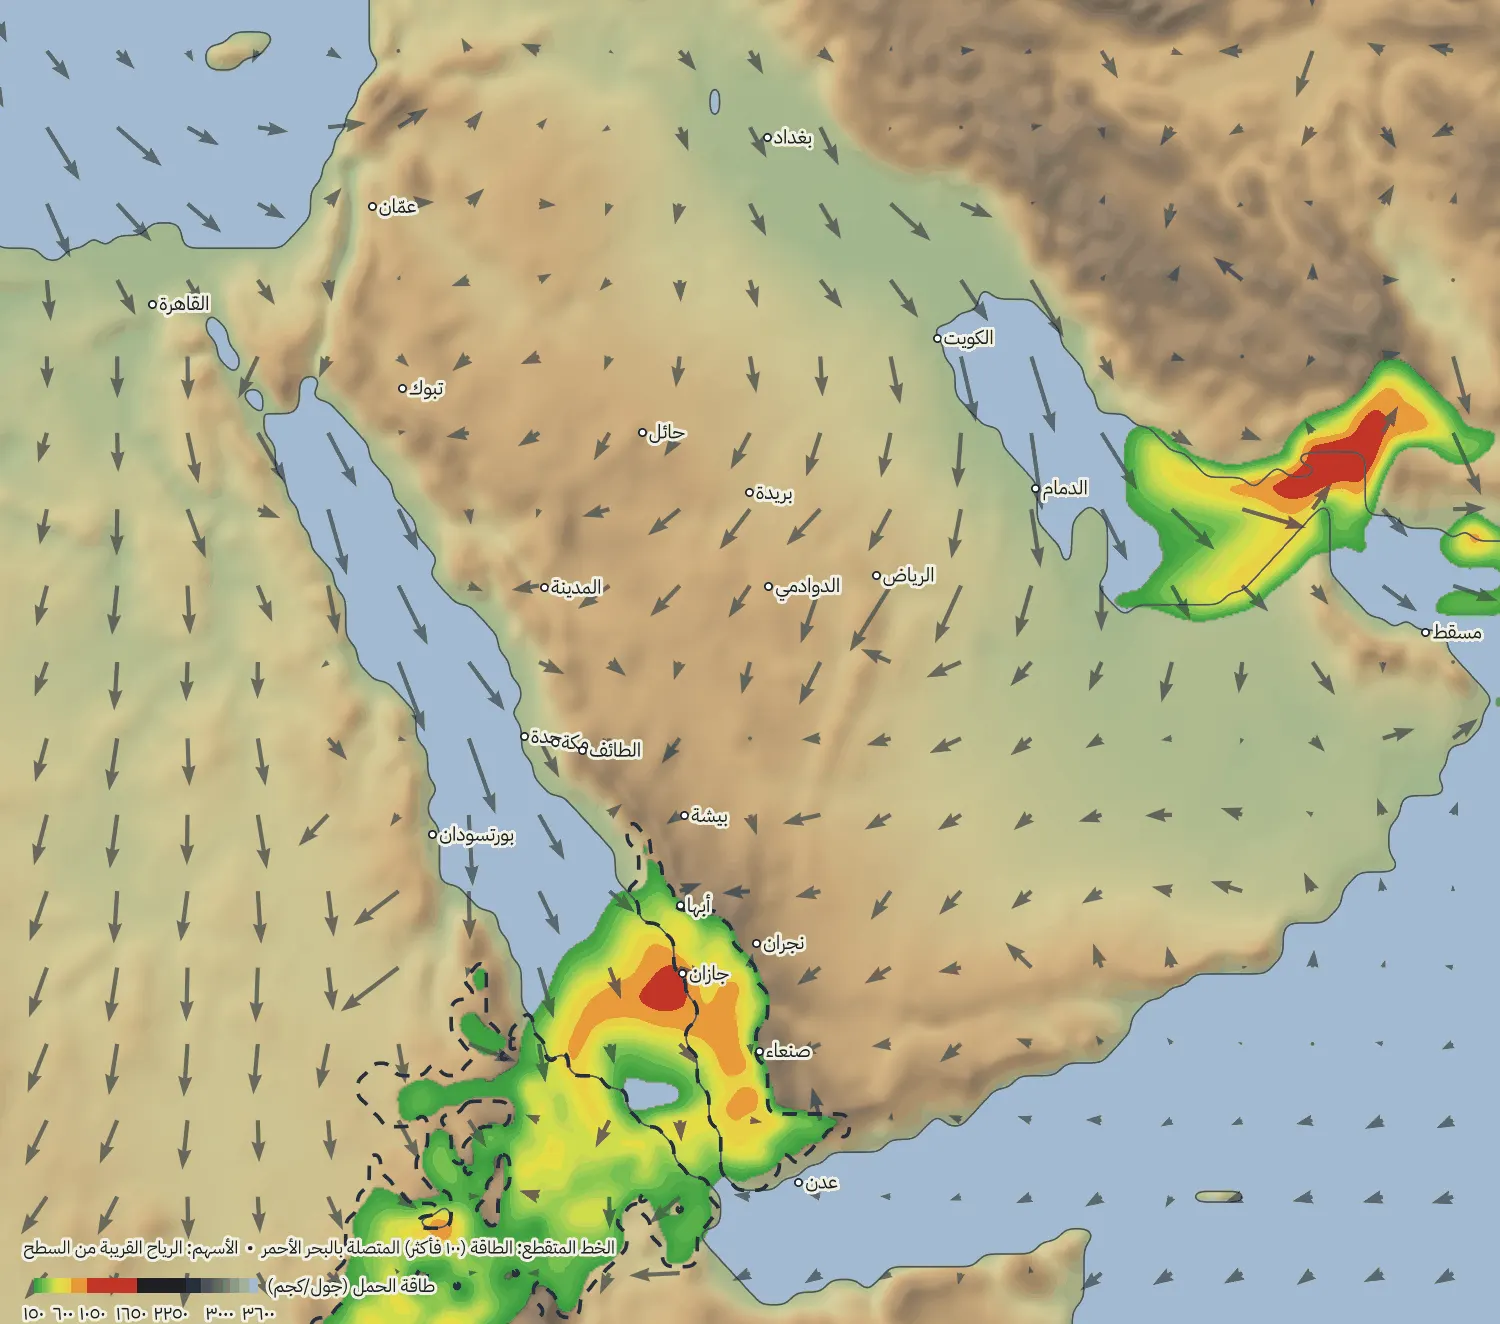 بغداد
عمّان
القاهرة
الكويت
تبوك
حائل
الدمام
بريدة
الرياض
الدوادمي
المدينة
مسقط
جدة
مكة
الطائف
بيشة
بورتسودان
أبها
نجران
جازان
صنعاء
عدن
الخط المتقطع: الطاقة (١٠٠ فأكثر) المتصلة بالبحر الأحمر • الأسهم: الرياح القريبة من السطح
طاقة الحمل (جول/كجم)
١٥٠ ٦٠٠ ١٠٥٠ ١٦٥٠ ٢٢٥٠ ٣٠٠٠ ٣٦٠٠